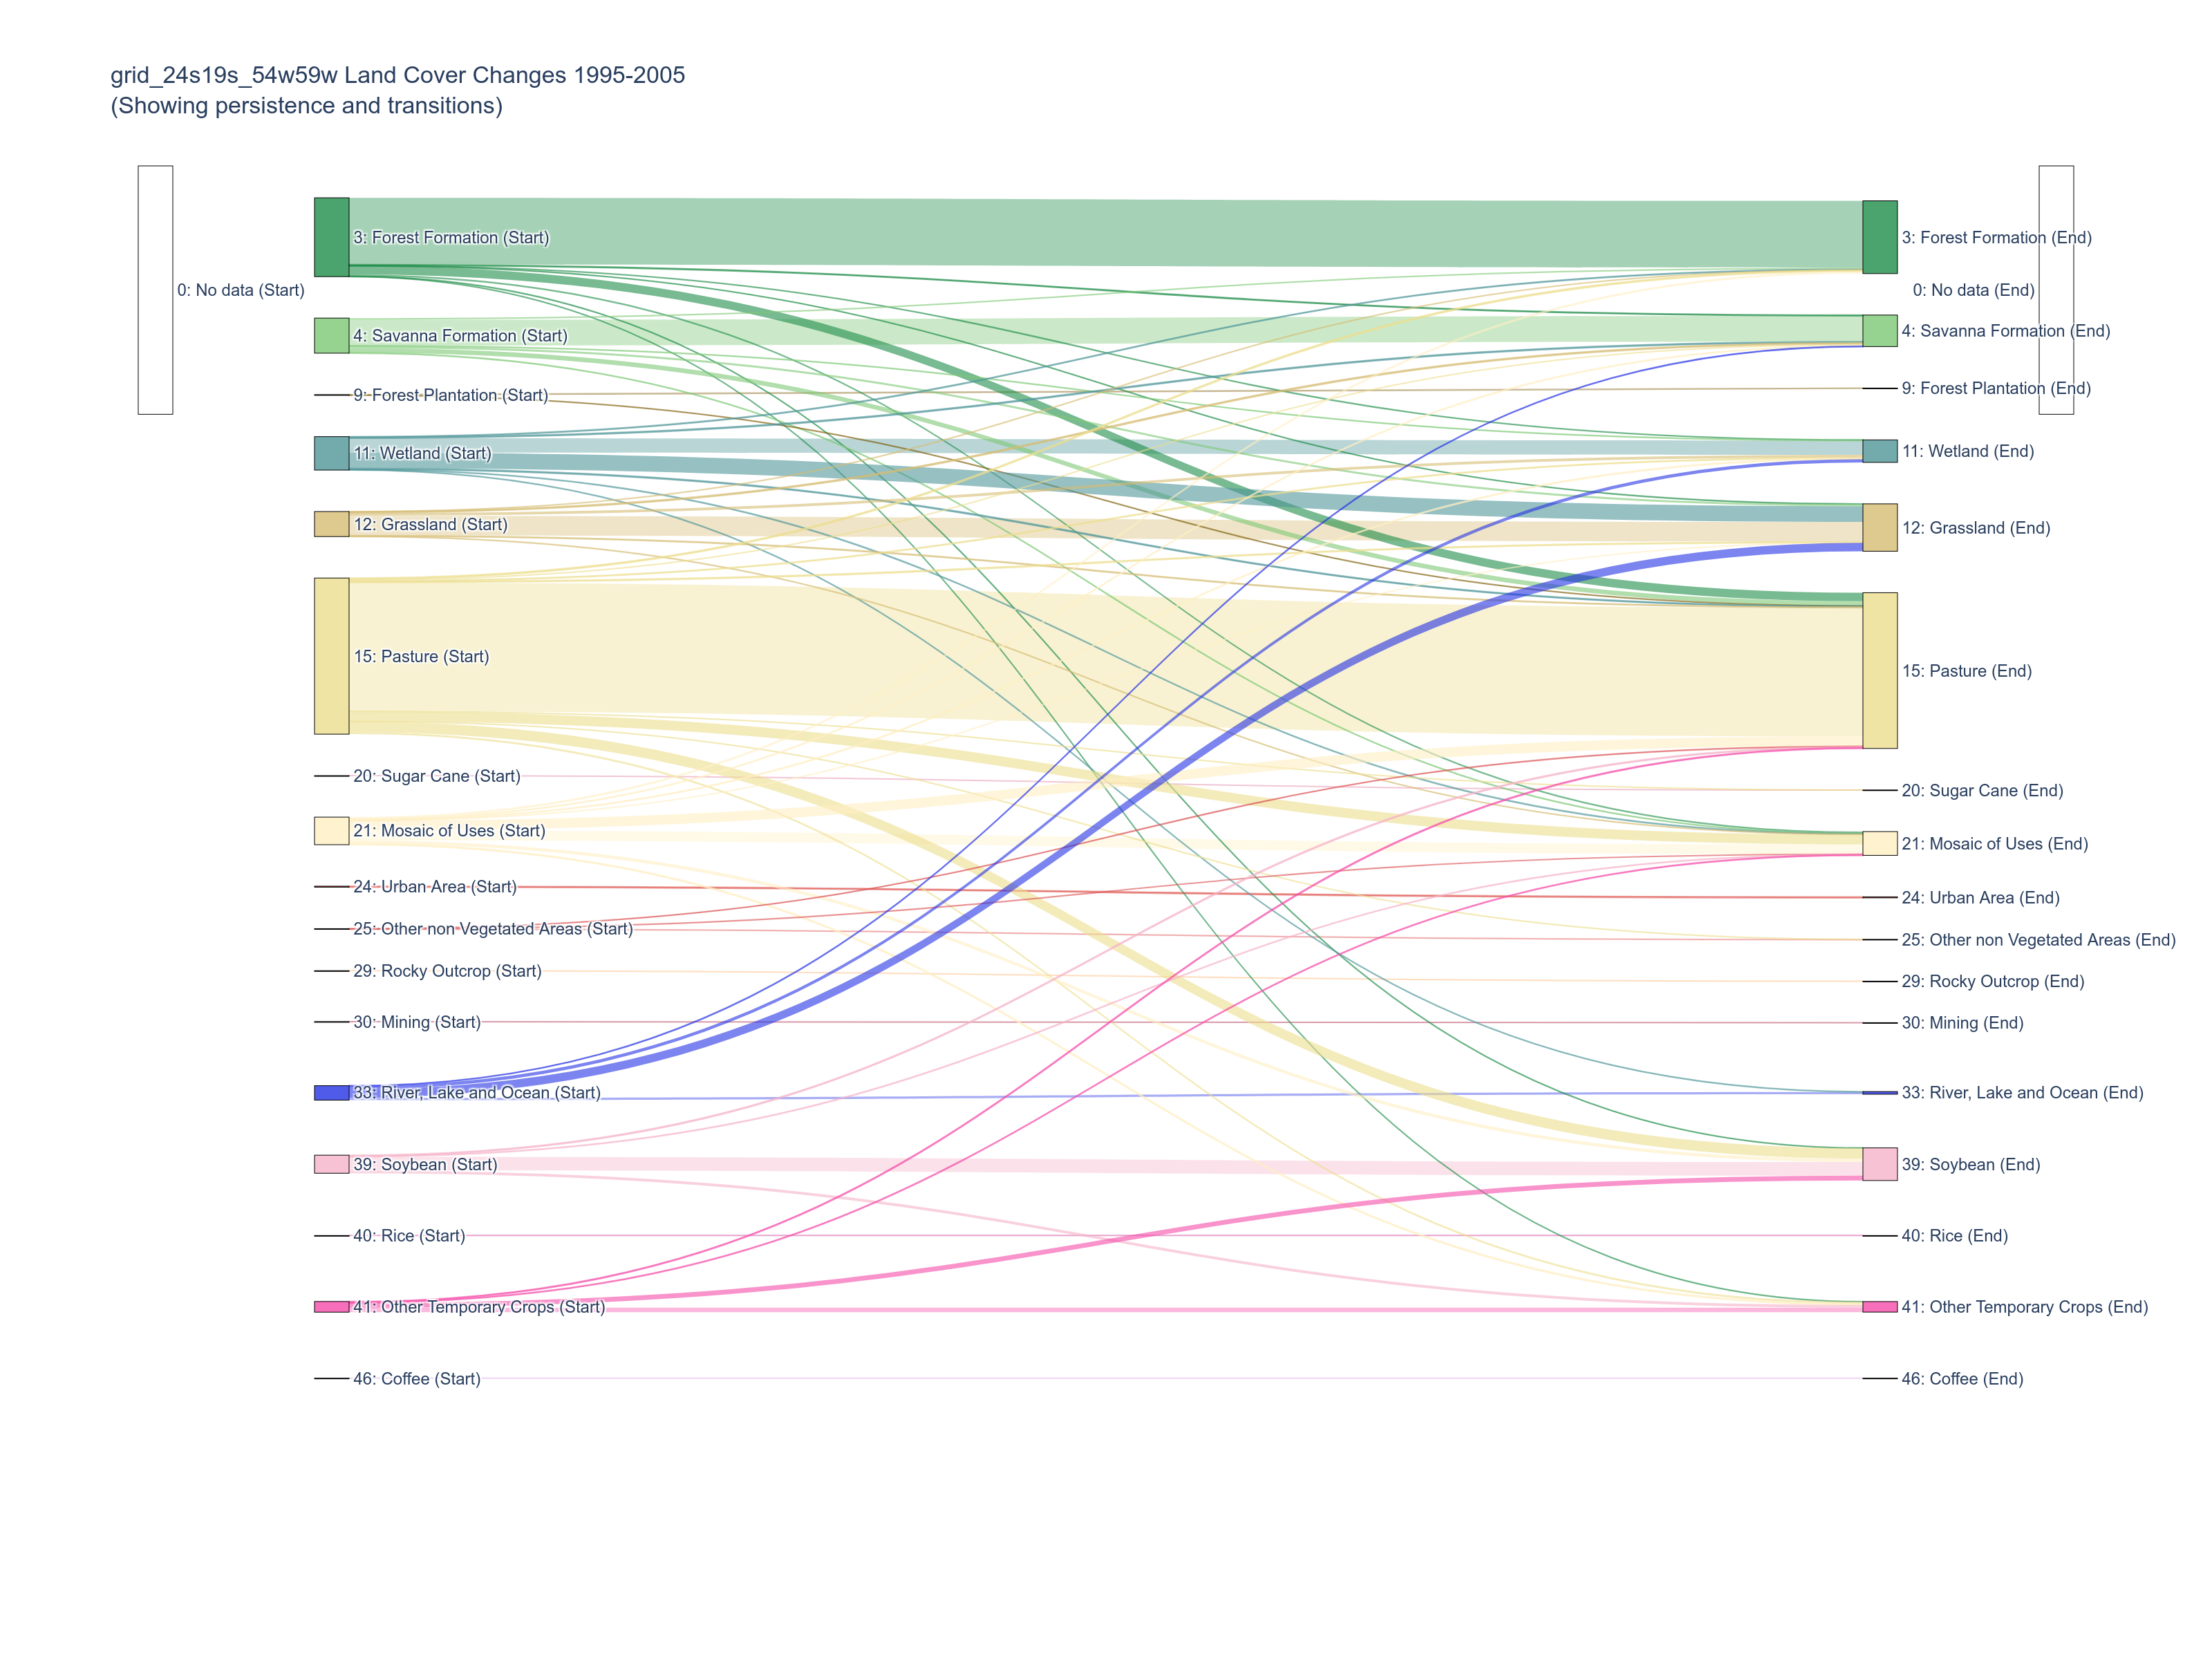 grid_24s19s_54w59w Land Cover Changes 1995-2005
(Showing persistence and transitions)
0: No data (Start)
3: Forest Formation (Start)
4: Savanna Formation (Start)
9: Forest Plantation (Start)
11: Wetland (Start)
12: Grassland (Start)
15: Pasture (Start)
20: Sugar Cane (Start)
21: Mosaic of Uses (Start)
24: Urban Area (Start)
25: Other non Vegetated Areas (Start)
29: Rocky Outcrop (Start)
30: Mining (Start)
33: River, Lake and Ocean (Start)
39: Soybean (Start)
40: Rice (Start)
41: Other Temporary Crops (Start)
46: Coffee (Start)
3: Forest Formation (End)
0: No data (End)
4: Savanna Formation (End)
9: Forest Plantation (End)
11: Wetland (End)
12: Grassland (End)
15: Pasture (End)
20: Sugar Cane (End)
21: Mosaic of Uses (End)
24: Urban Area (End)
25: Other non Vegetated Areas (End)
29: Rocky Outcrop (End)
30: Mining (End)
33: River, Lake and Ocean (End)
39: Soybean (End)
40: Rice (End)
41: Other Temporary Crops (End)
46: Coffee (End)